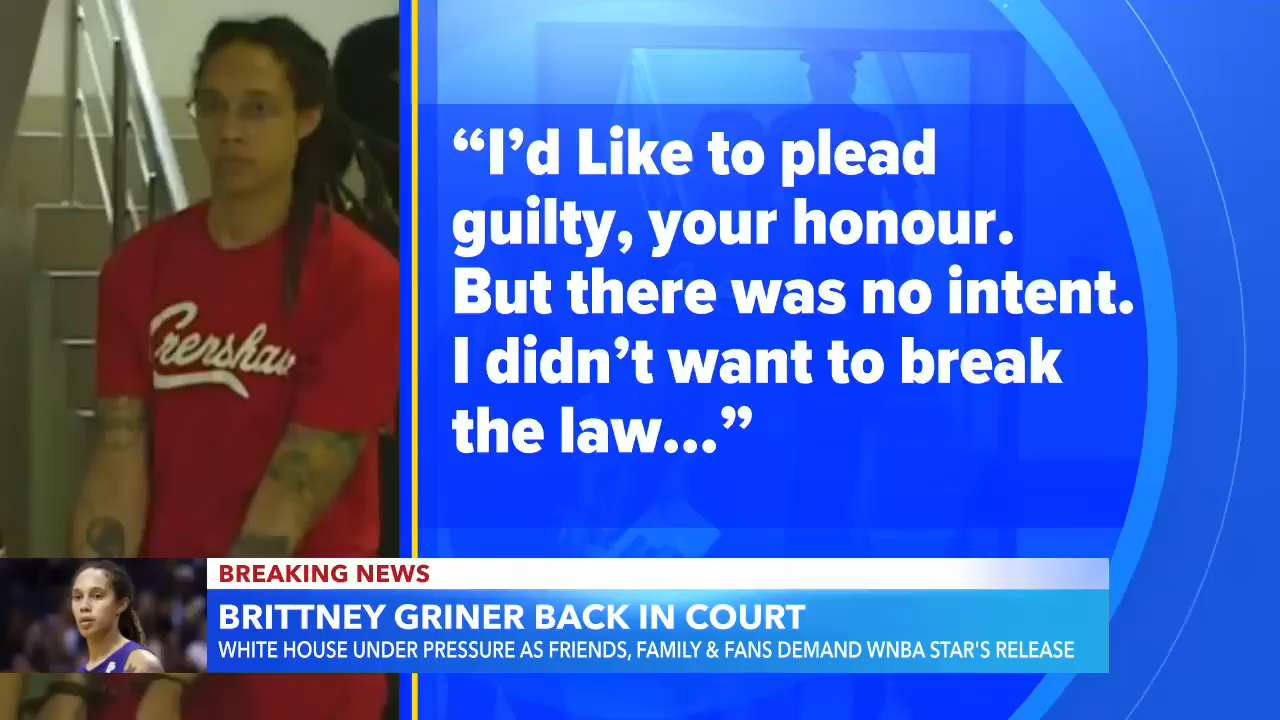 Crenshaw
“I’d Like to plead
guilty, your honour.
But there was no intent.
I didn’t want to break
the law...”
BREAKING NEWS
BRITTNEY GRINER BACK IN COURT
WHITE HOUSE UNDER PRESSURE AS FRIENDS, FAMILY & FANS DEMAND WNBA STAR'S RELEASE